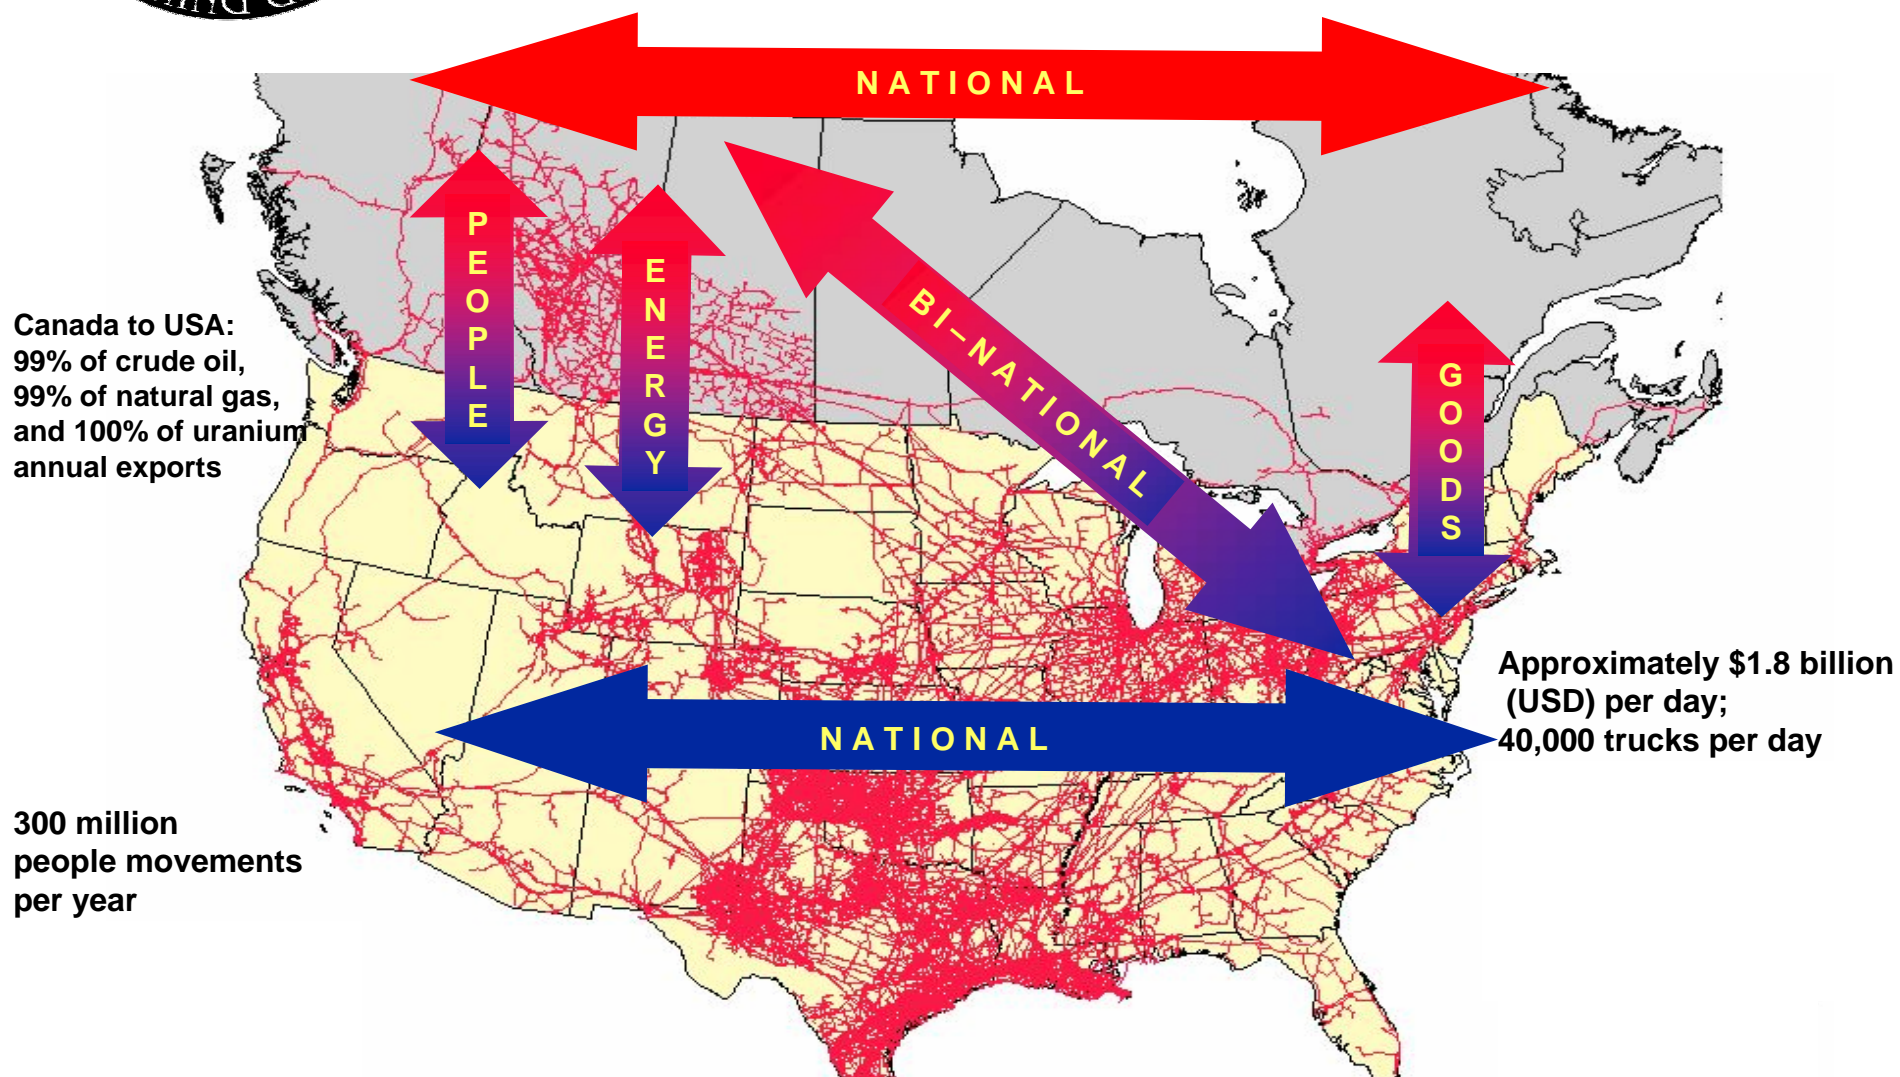 NATIONAL
PEOPLE
ENERGY
BI–NATIONAL
GOODS
Canada to USA:
99% of crude oil,
99% of natural gas,
and 100% of uranium
annual exports
Approximately $1.8 billion
(USD) per day;
40,000 trucks per day
NATIONAL
300 million
people movements
per year